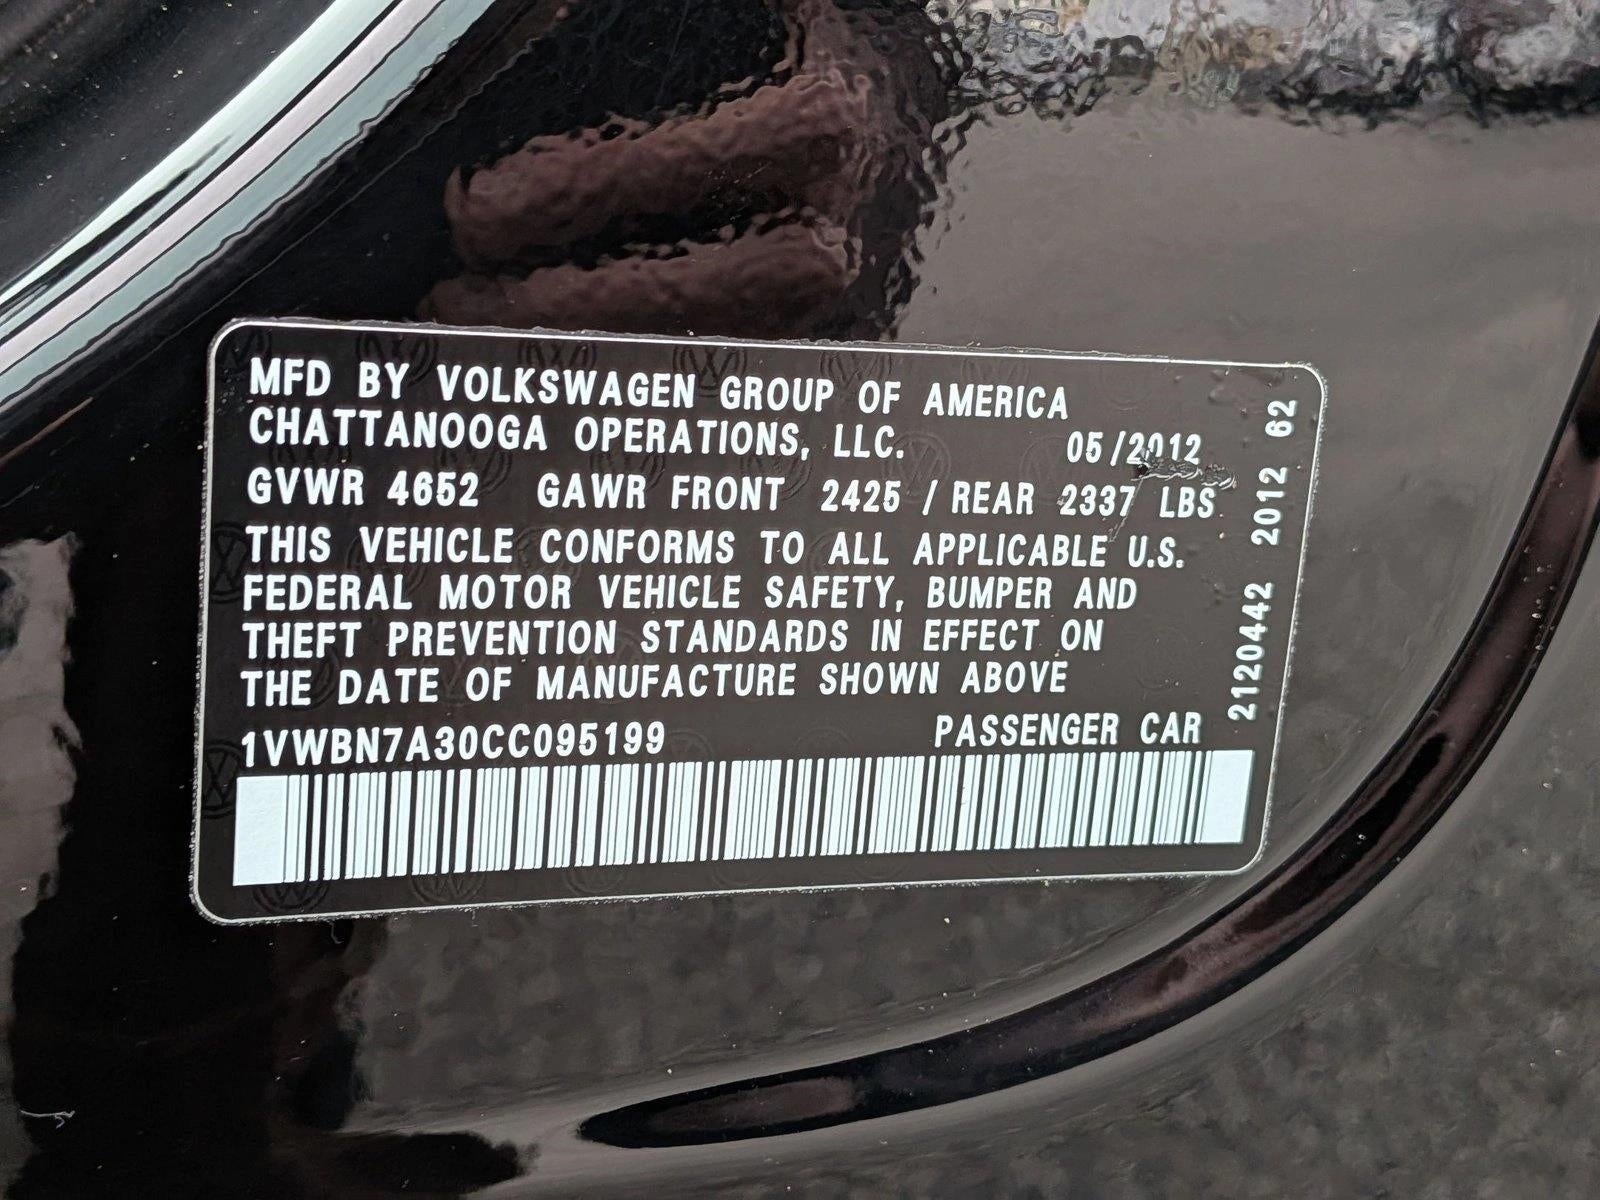 MFD BY VOLKSWAGEN GROUP OF AMERICA
CHATTANOOGA OPERATIONS, LLC. 05/2012
GVWR 4652 GAWR FRONT 2425 / REAR 2337 LBS.
THIS VEHICLE CONFORMS TO ALL APPLICABLE U.S.
FEDERAL MOTOR VEHICLE SAFETY, BUMPER AND
THEFT PREVENTION STANDARDS IN EFFECT ON
THE DATE OF MANUFACTURE SHOWN ABOVE
1VWBN7A30CC095199 PASSENGER CAR
2120442 2012 62